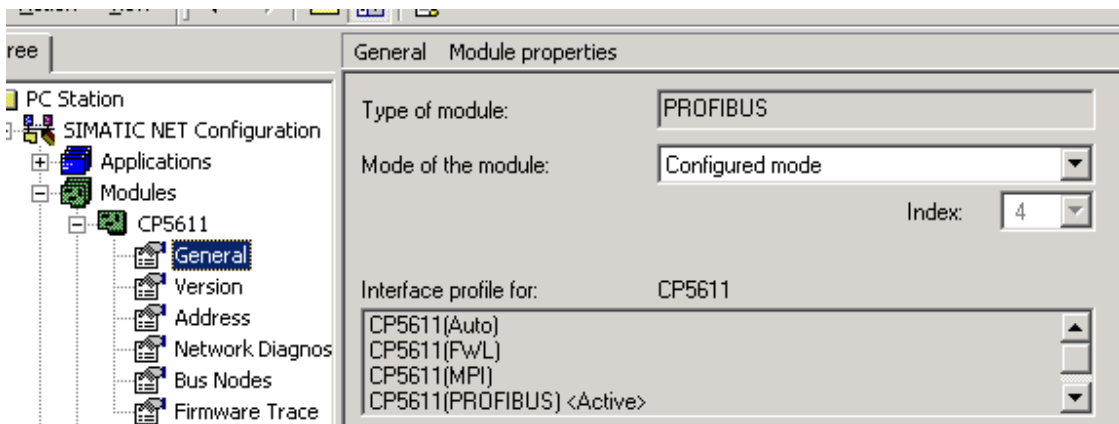 ree
General Module properties
PC Station
SIMATIC NET Configuration
Applications
Modules
CP5611
General
Version
Address
Network Diagnos
Bus Nodes
Firmware Trace
Type of module: PROFIBUS
Mode of the module: Configured mode
Index: 4
Interface profile for: CP5611
CP5611(Auto)
CP5611(FWL)
CP5611(MPI)
CP5611(PROFIBUS) <Active>